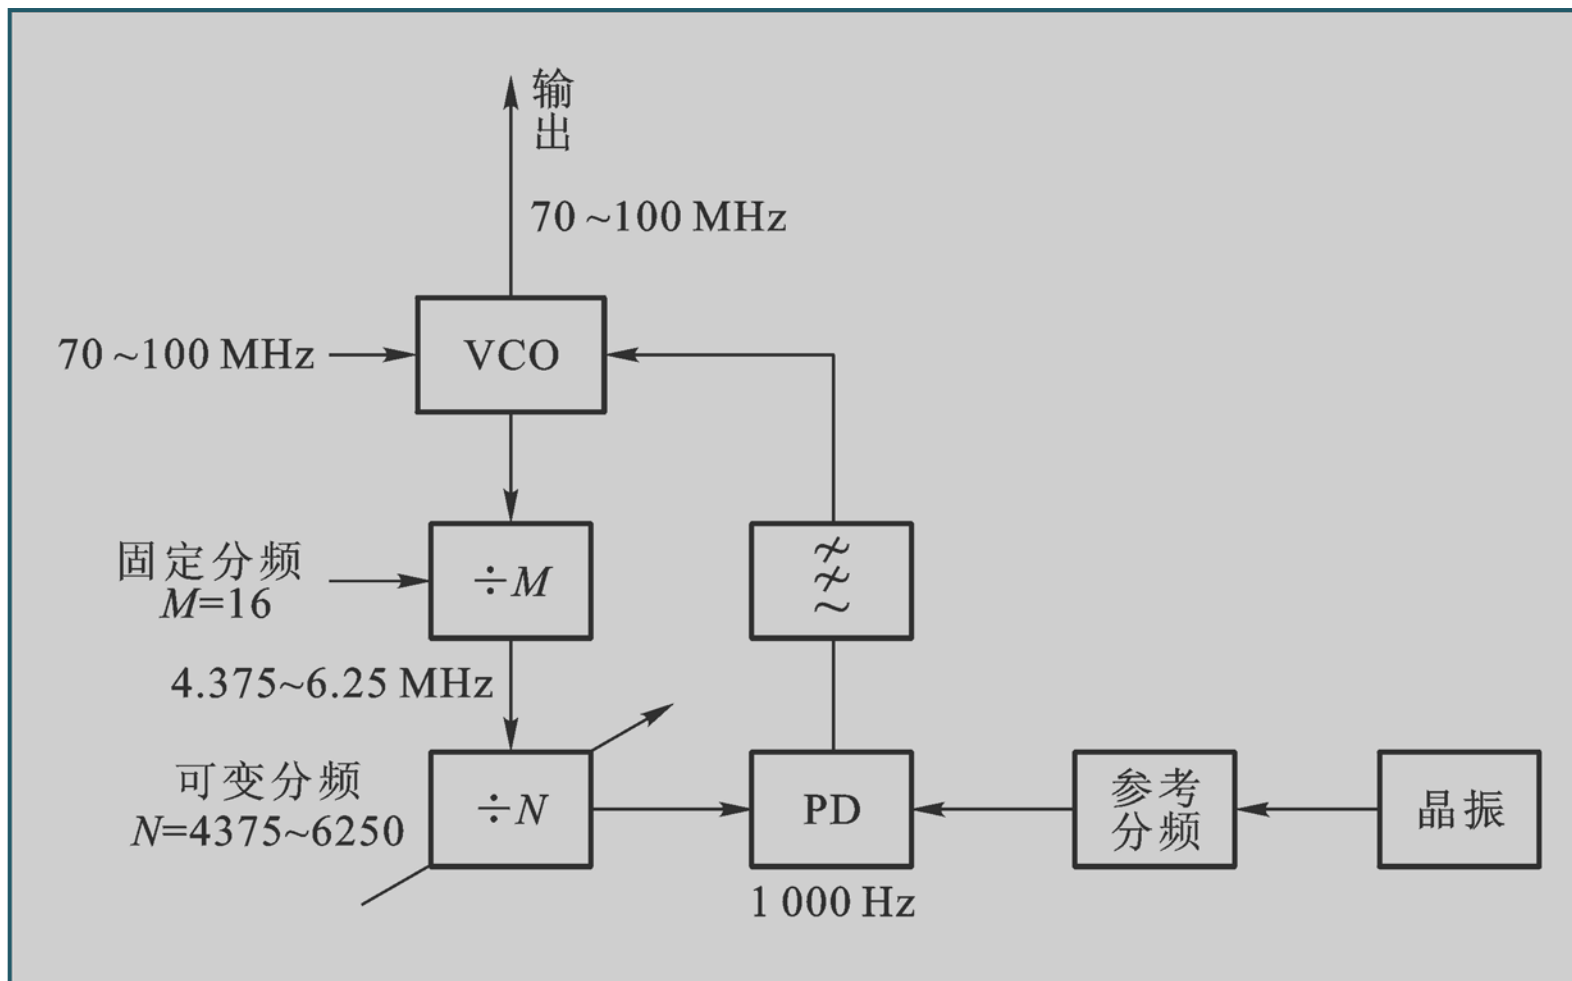 输
出
70~100 MHz
70~100 MHz
VCO
固定分频
M=16
÷M
4.375~6.25 MHz
可变分频
N=4375~6250
÷N
PD
参考
分频
晶振
1 000 Hz